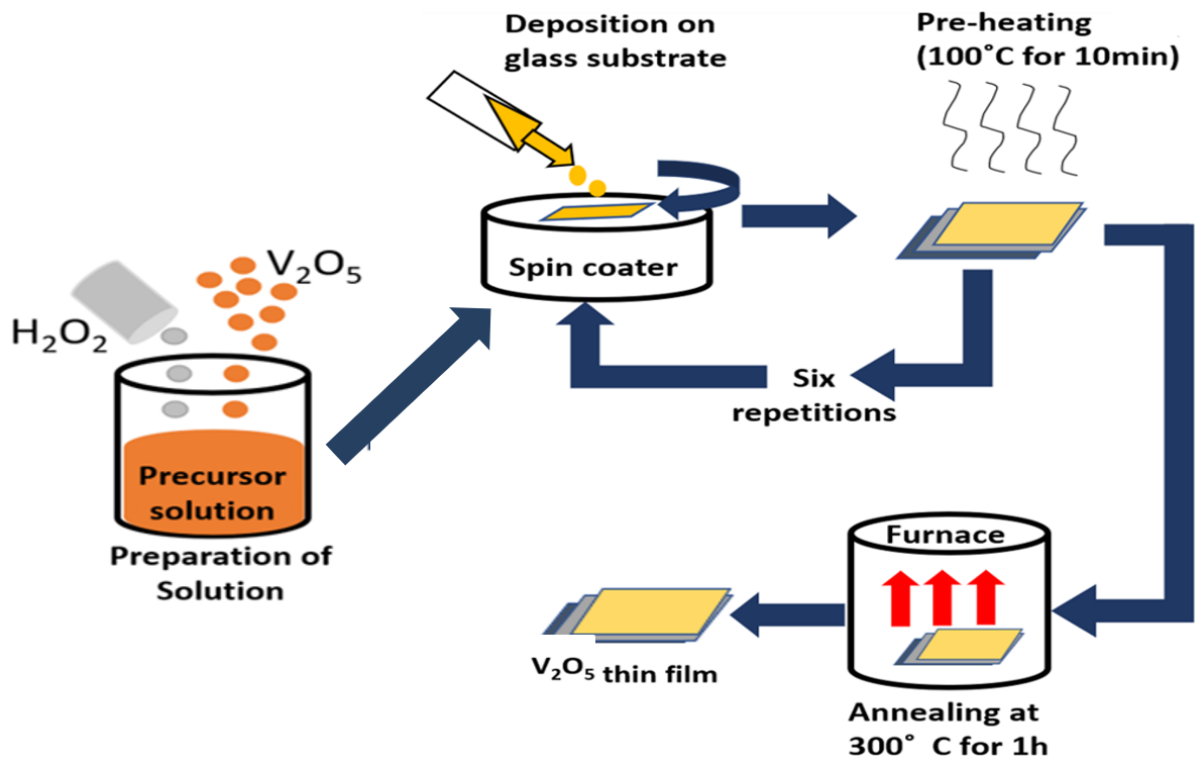 Deposition on
glass substrate
Pre-heating
(100°C for 10min)
V₂O₅
H₂O₂
Spin coater
Six
repetitions
Precursor
solution
Preparation of
Solution
Furnace
V₂O₅ thin film
Annealing at
300° C for 1h